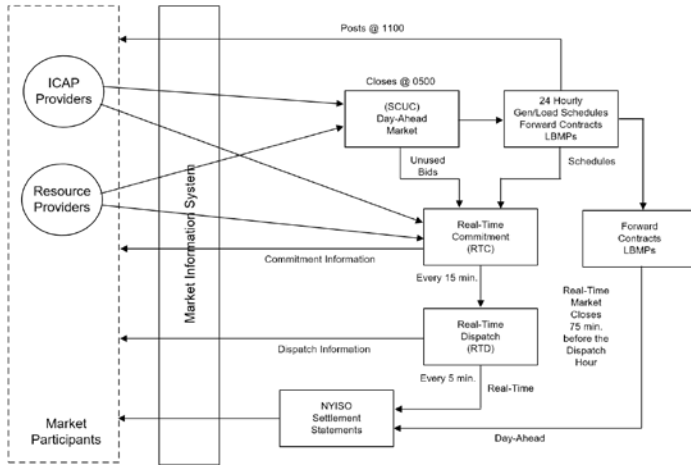 Posts @ 1100
ICAP
Providers
Closes @ 0500
(SCUC)
Day-Ahead
Market
24 Hourly
Gen/Load Schedules
Forward Contracts
LBMPs
Unused
Bids
Schedules
Resource
Providers
Market Information System
Real-Time
Commitment
(RTC)
Forward
Contracts
LBMPs
Commitment Information
Every 15 min.
Real-Time
Market
Closes
75 min.
before the
Dispatch
Hour
Real-Time
Dispatch
(RTD)
Dispatch Information
Every 5 min.
Real-Time
NYISO
Settlement
Statements
Market
Participants
Day-Ahead